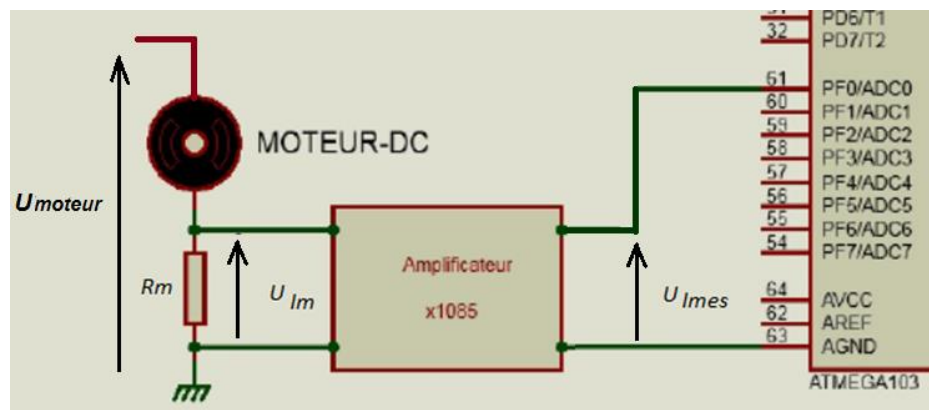 PD6/T1
32 PD7/T2
61 PF0/ADC0
60 PF1/ADC1
59 PF2/ADC2
58 PF3/ADC3
57 PF4/ADC4
56 PF5/ADC5
55 PF6/ADC6
54 PF7/ADC7
64 AVCC
62 AREF
63 AGND
ATMEGA103
MOTEUR-DC
Umoteur
Rm
U Im
Amplificateur
x1085
U Imes